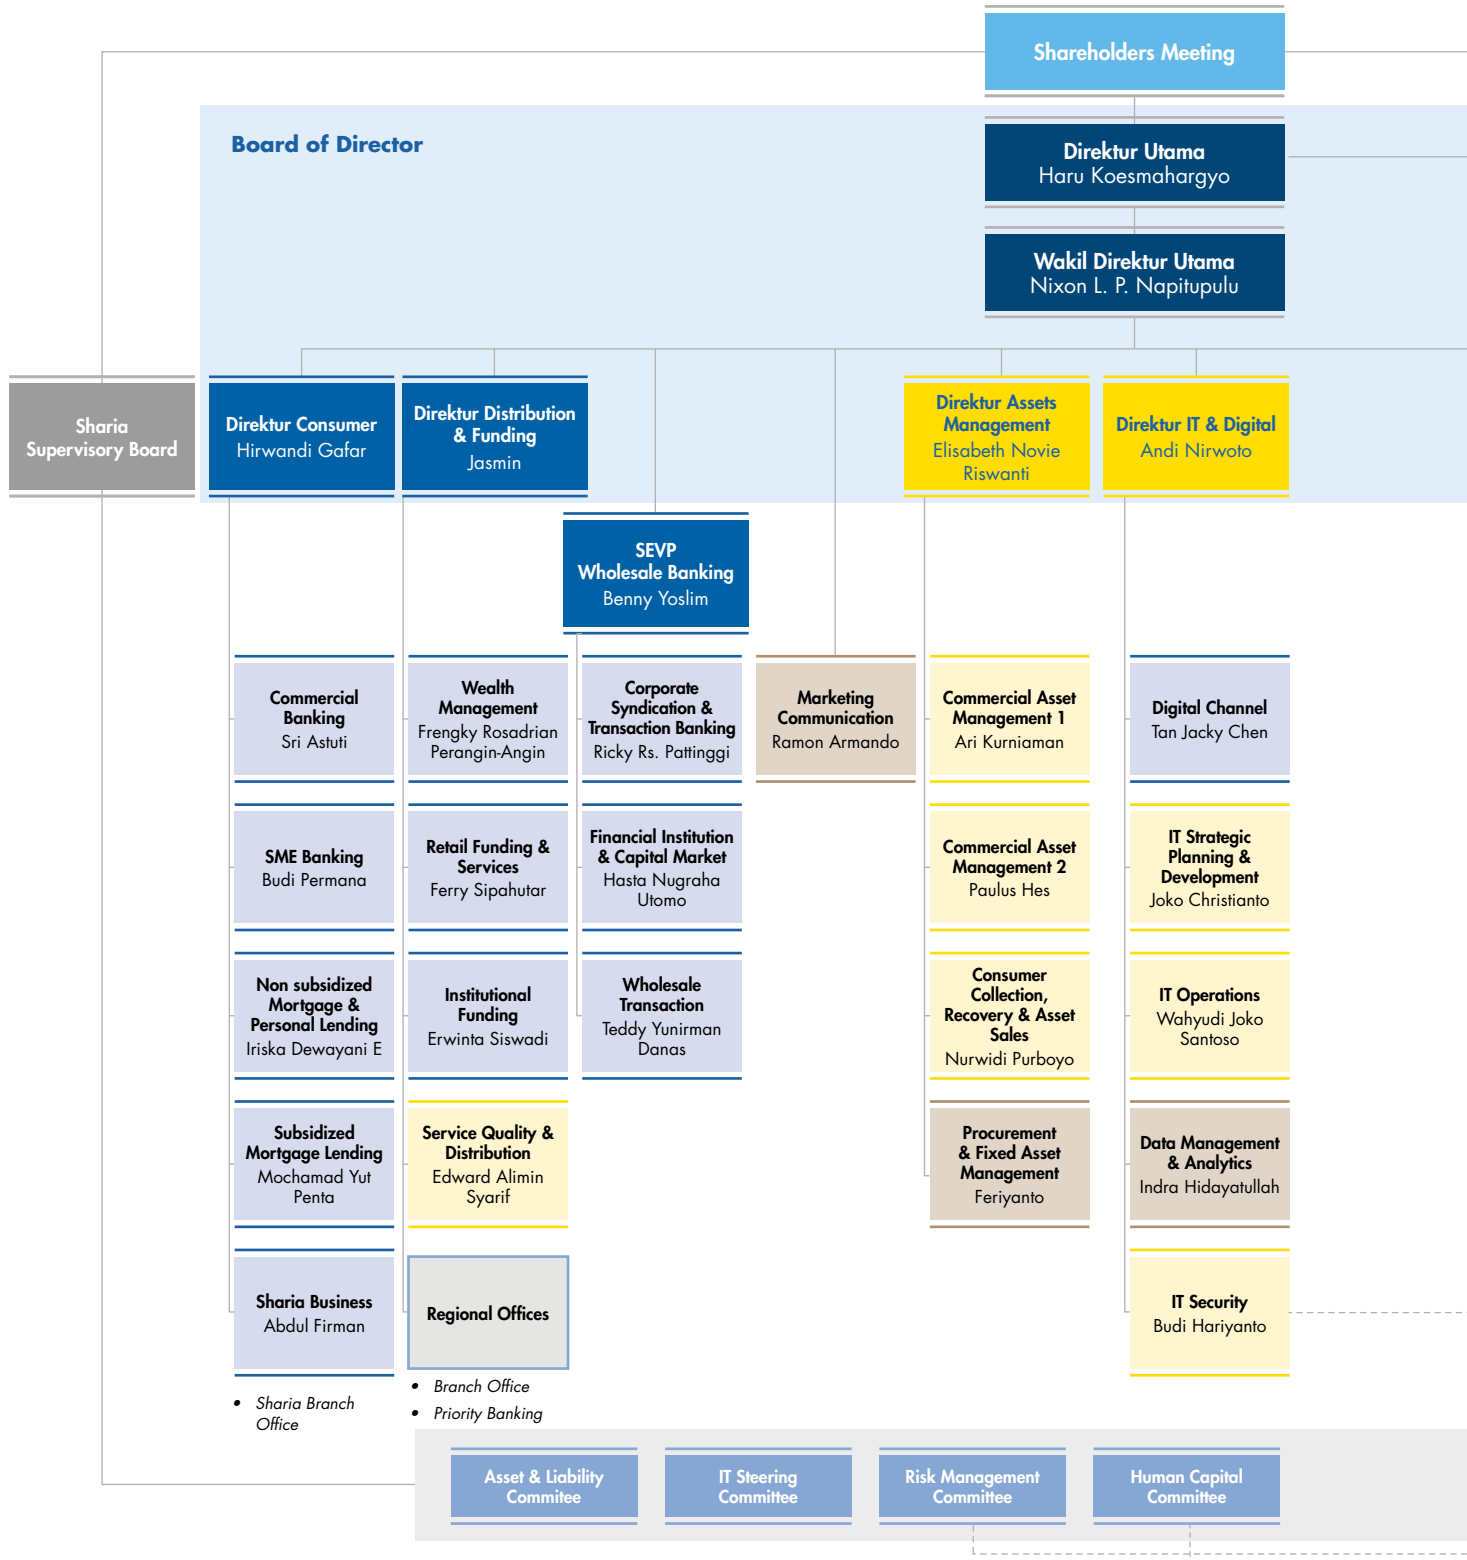 Shareholders Meeting
Board of Director
Direktur Utama
Haru Koesmahargyo
Wakil Direktur Utama
Nixon L. P. Napitupulu
Sharia
Supervisory Board
Direktur Consumer
Hirwandi Gafar
Direktur Distribution
& Funding
Jasmin
Direktur Assets
Management
Elisabeth Novie
Riswanti
Direktur IT & Digital
Andi Nirwoto
SEVP
Wholesale Banking
Benny Yoslim
Commercial
Banking
Sri Astuti
Wealth
Management
Frengky Rosadrian
Perangin-Angin
Corporate
Syndication &
Transaction Banking
Ricky Rs. Pattinggi
Marketing
Communication
Ramon Armando
Commercial Asset
Management 1
Ari Kurniaman
Digital Channel
Tan Jacky Chen
SME Banking
Budi Permana
Retail Funding &
Services
Ferry Sipahutar
Financial Institution
& Capital Market
Hasta Nugraha
Utomo
Commercial Asset
Management 2
Paulus Hes
IT Strategic
Planning &
Development
Joko Christianto
Non subsidized
Mortgage &
Personal Lending
Iriska Dewayani E
Institutional
Funding
Erwinta Siswadi
Wholesale
Transaction
Teddy Yunirman
Danas
Consumer
Collection,
Recovery & Asset
Sales
Nurwidi Purboyo
IT Operations
Wahyudi Joko
Santoso
Subsidized
Mortgage Lending
Mochamad Yut
Penta
Service Quality &
Distribution
Edward Alimin
Syarif
Procurement
& Fixed Asset
Management
Feriyanto
Data Management
& Analytics
Indra Hidayatullah
Sharia Business
Abdul Firman
Regional Offices
IT Security
Budi Hariyanto
• Sharia Branch
Office
• Branch Office
• Priority Banking
Asset & Liability
Commitee
IT Steering
Committee
Risk Management
Committee
Human Capital
Committee